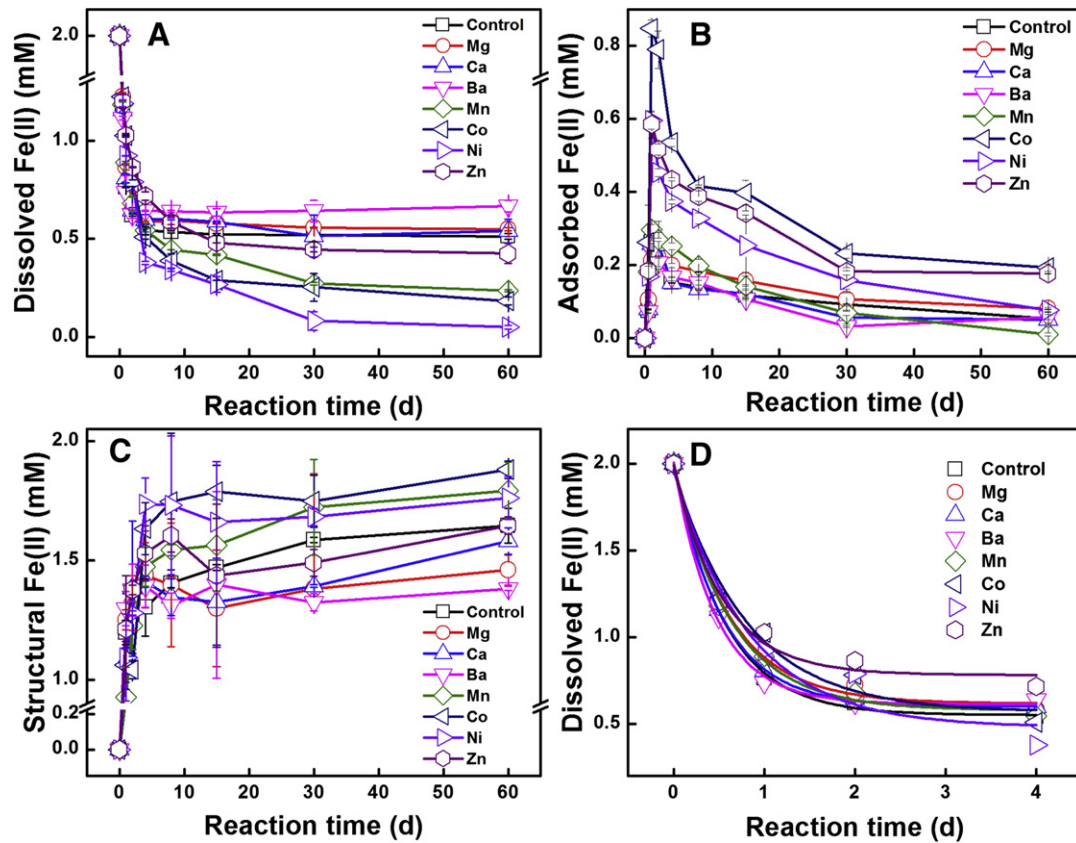 A
Dissolved Fe(II) (mM)
2.0
1.0
0.5
0.0
0 10 20 30 40 50 60
Reaction time (d)
Control
Mg
Ca
Ba
Mn
Co
Ni
Zn
B
Adsorbed Fe(II) (mM)
0.8
0.6
0.4
0.2
0.0
0 10 20 30 40 50 60
Reaction time (d)
Control
Mg
Ca
Ba
Mn
Co
Ni
Zn
C
Structural Fe(II) (mM)
2.0
1.5
1.0
0.2
0.0
0 10 20 30 40 50 60
Reaction time (d)
Control
Mg
Ca
Ba
Mn
Co
Ni
Zn
D
Dissolved Fe(II) (mM)
2.0
1.5
1.0
0.5
0 1 2 3 4
Reaction time (d)
Control
Mg
Ca
Ba
Mn
Co
Ni
Zn